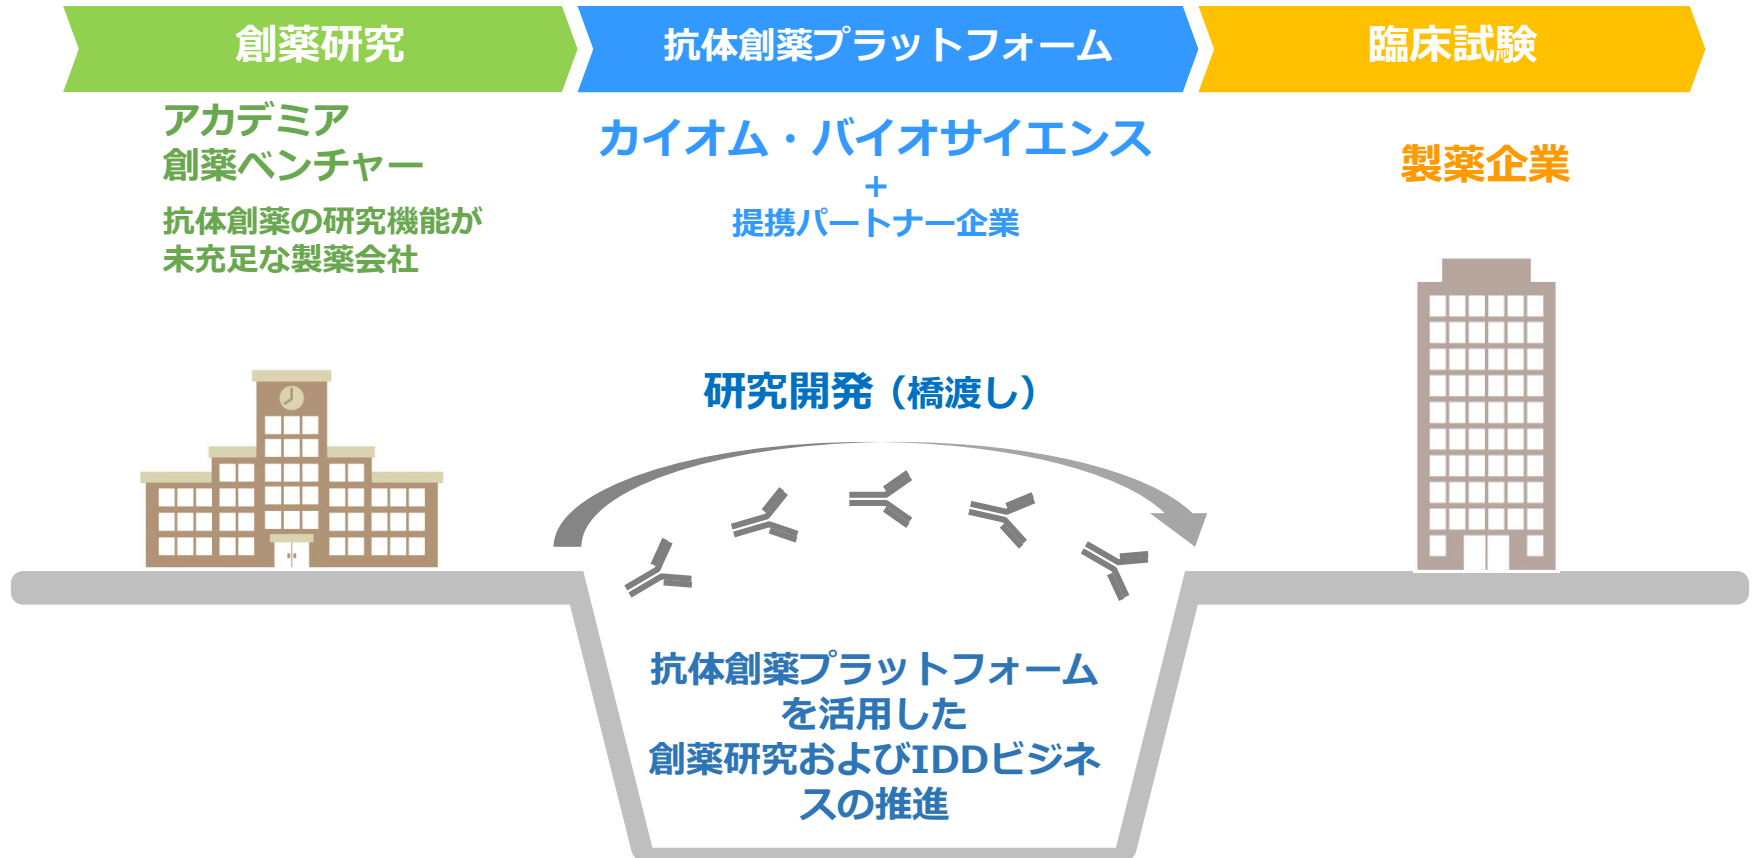 創薬研究
抗体創薬プラットフォーム
臨床試験
アカデミア
創薬ベンチャー
抗体創薬の研究機能が
未充足な製薬会社
カイオム・バイオサイエンス
+
提携パートナー企業
製薬企業
研究開発（橋渡し）
抗体創薬プラットフォーム
を活用した
創薬研究およびIDDビジネ
スの推進